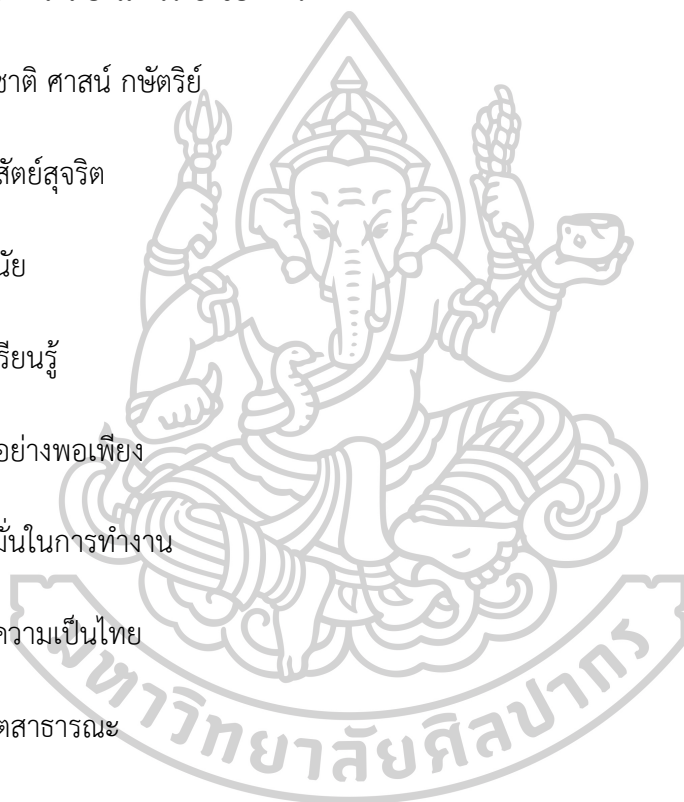 ชาติ ศาสน์ กษัตริย์
สัตย์สุจริต
นัย
รียนรู้
อย่างพอเพียง
มั่นในการทำงาน
ความเป็นไทย
ตสาธารณะ
มหาวิทยาลัยศิลปากร